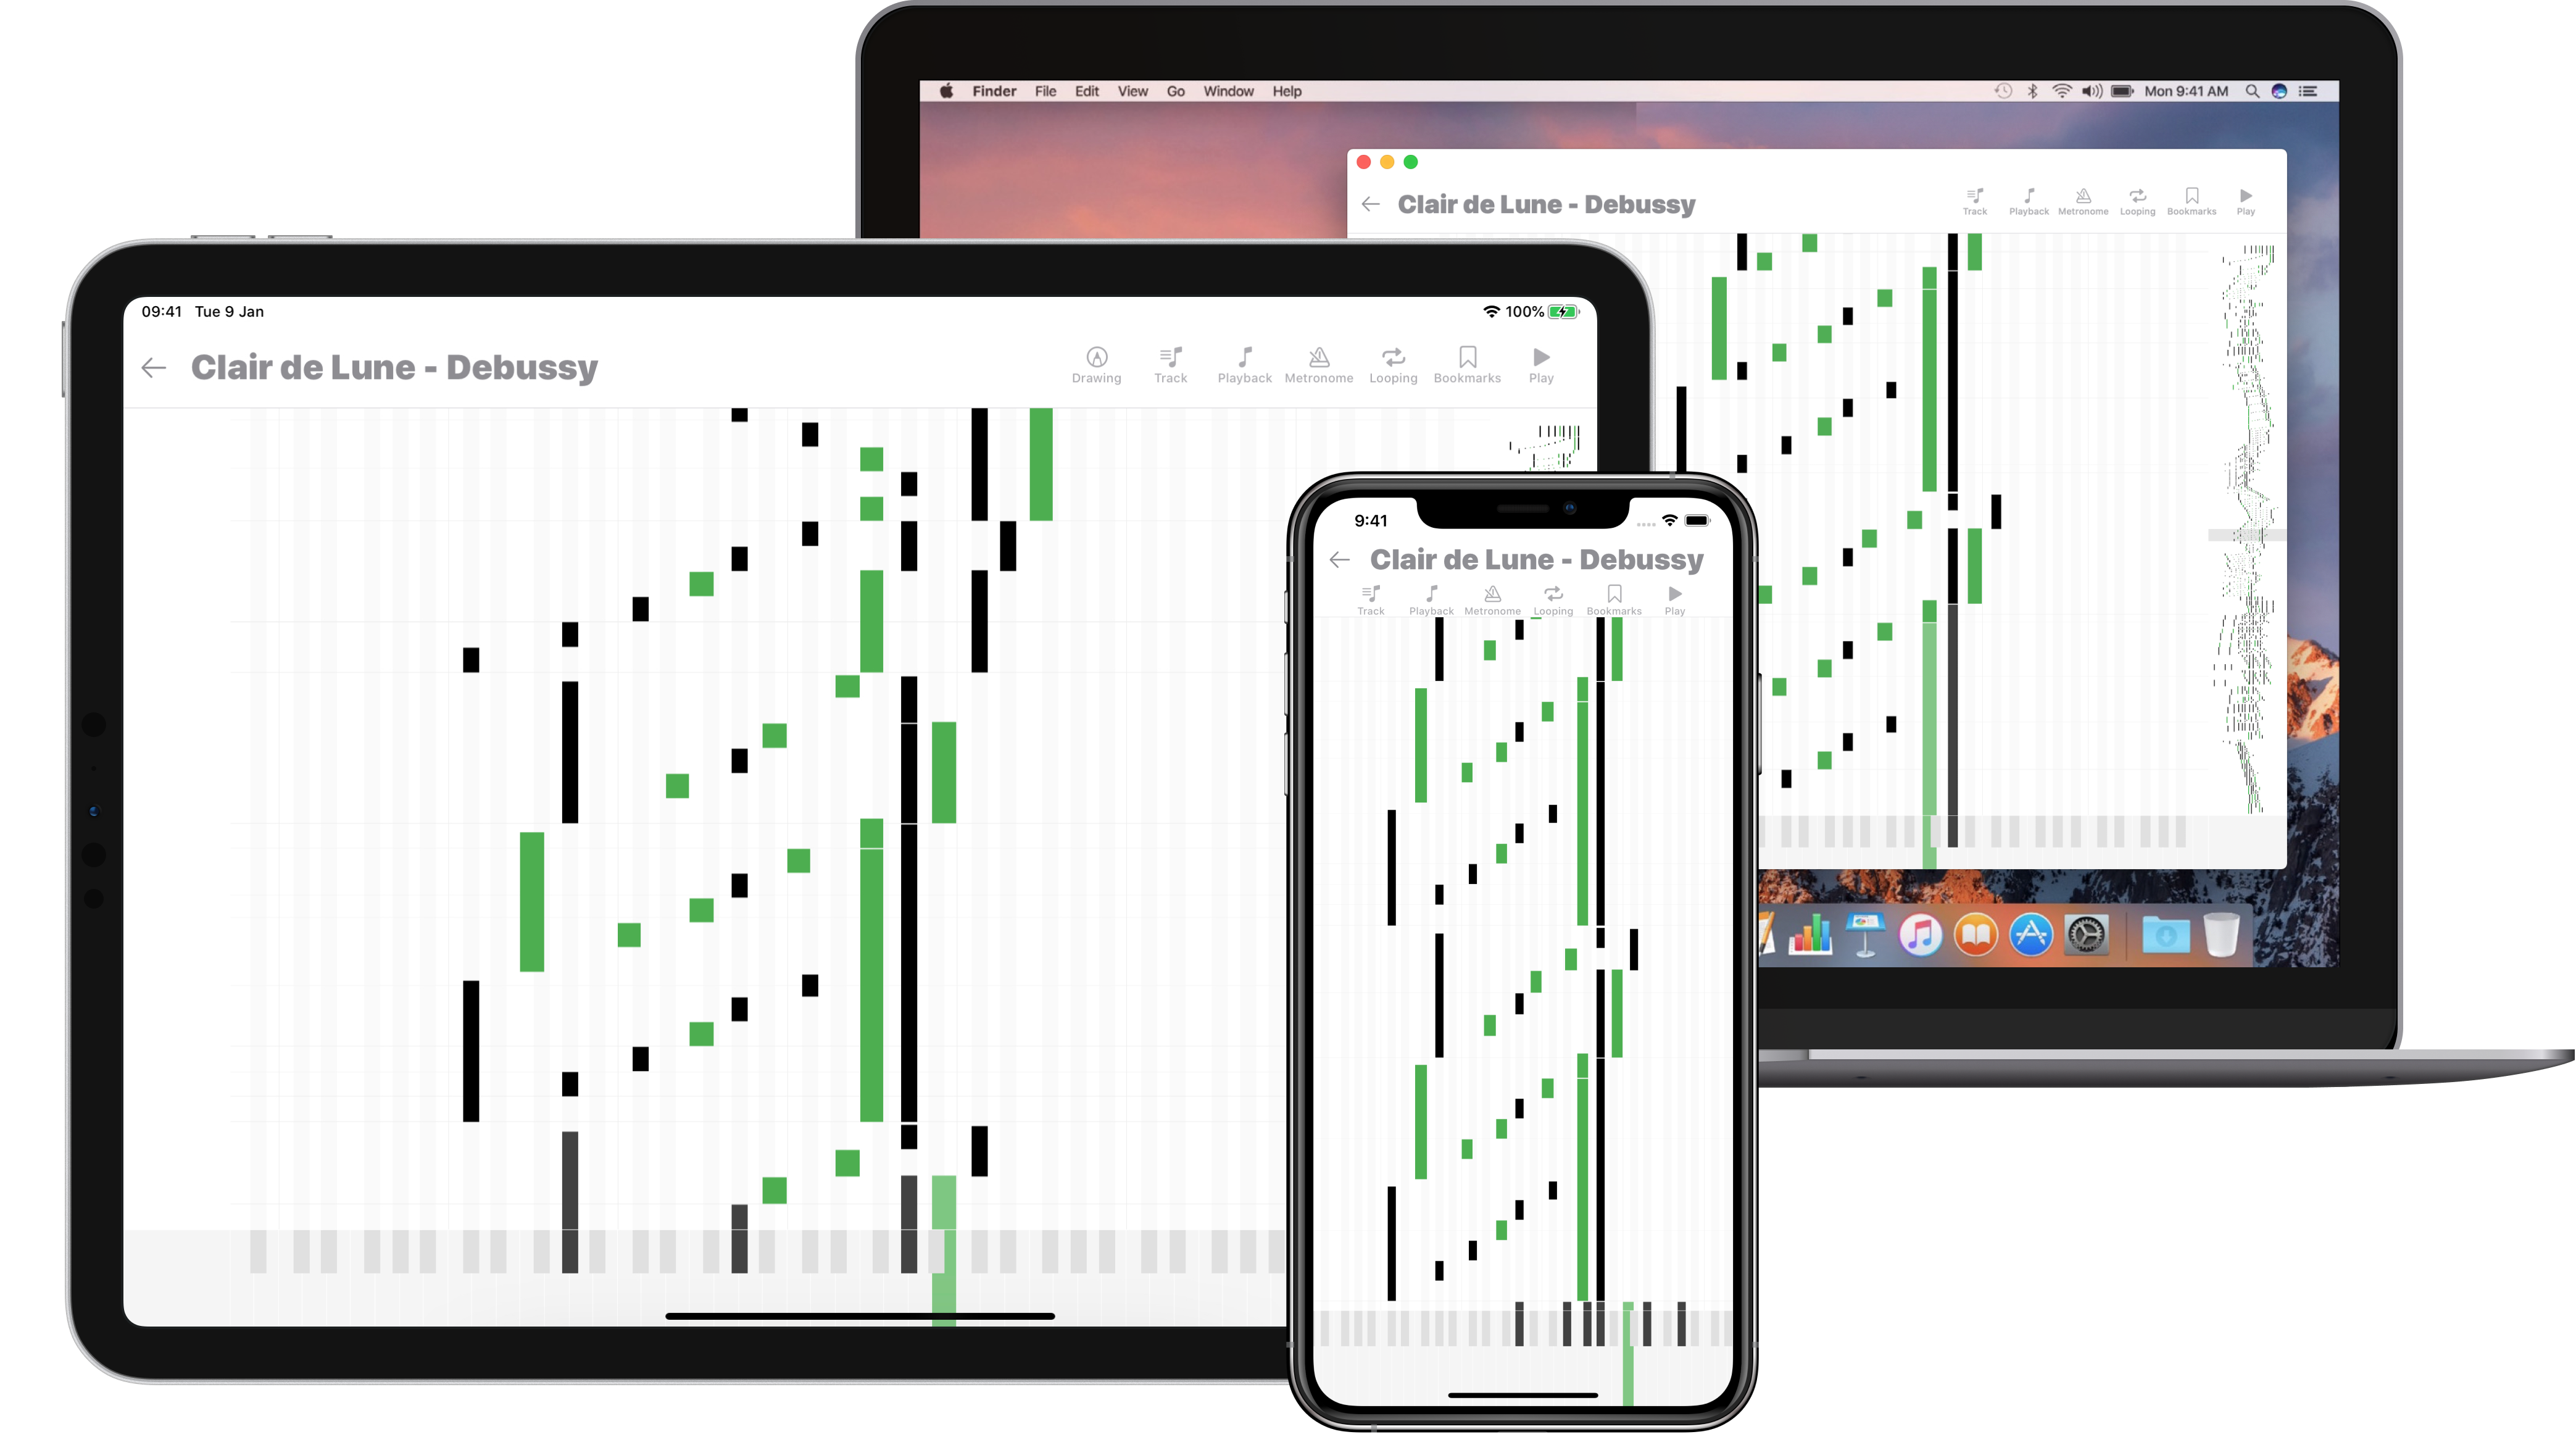 Finder File Edit View Go Window Help Mon 9:41 AM
Clair de Lune - Debussy
Track Playback Metronome Looping Bookmarks Play
09:41 Tue 9 Jan 100%
Clair de Lune - Debussy
Drawing Track Playback Metronome Looping Bookmarks Play
9:41
Clair de Lune - Debussy
Track Playback Metronome Looping Bookmarks Play